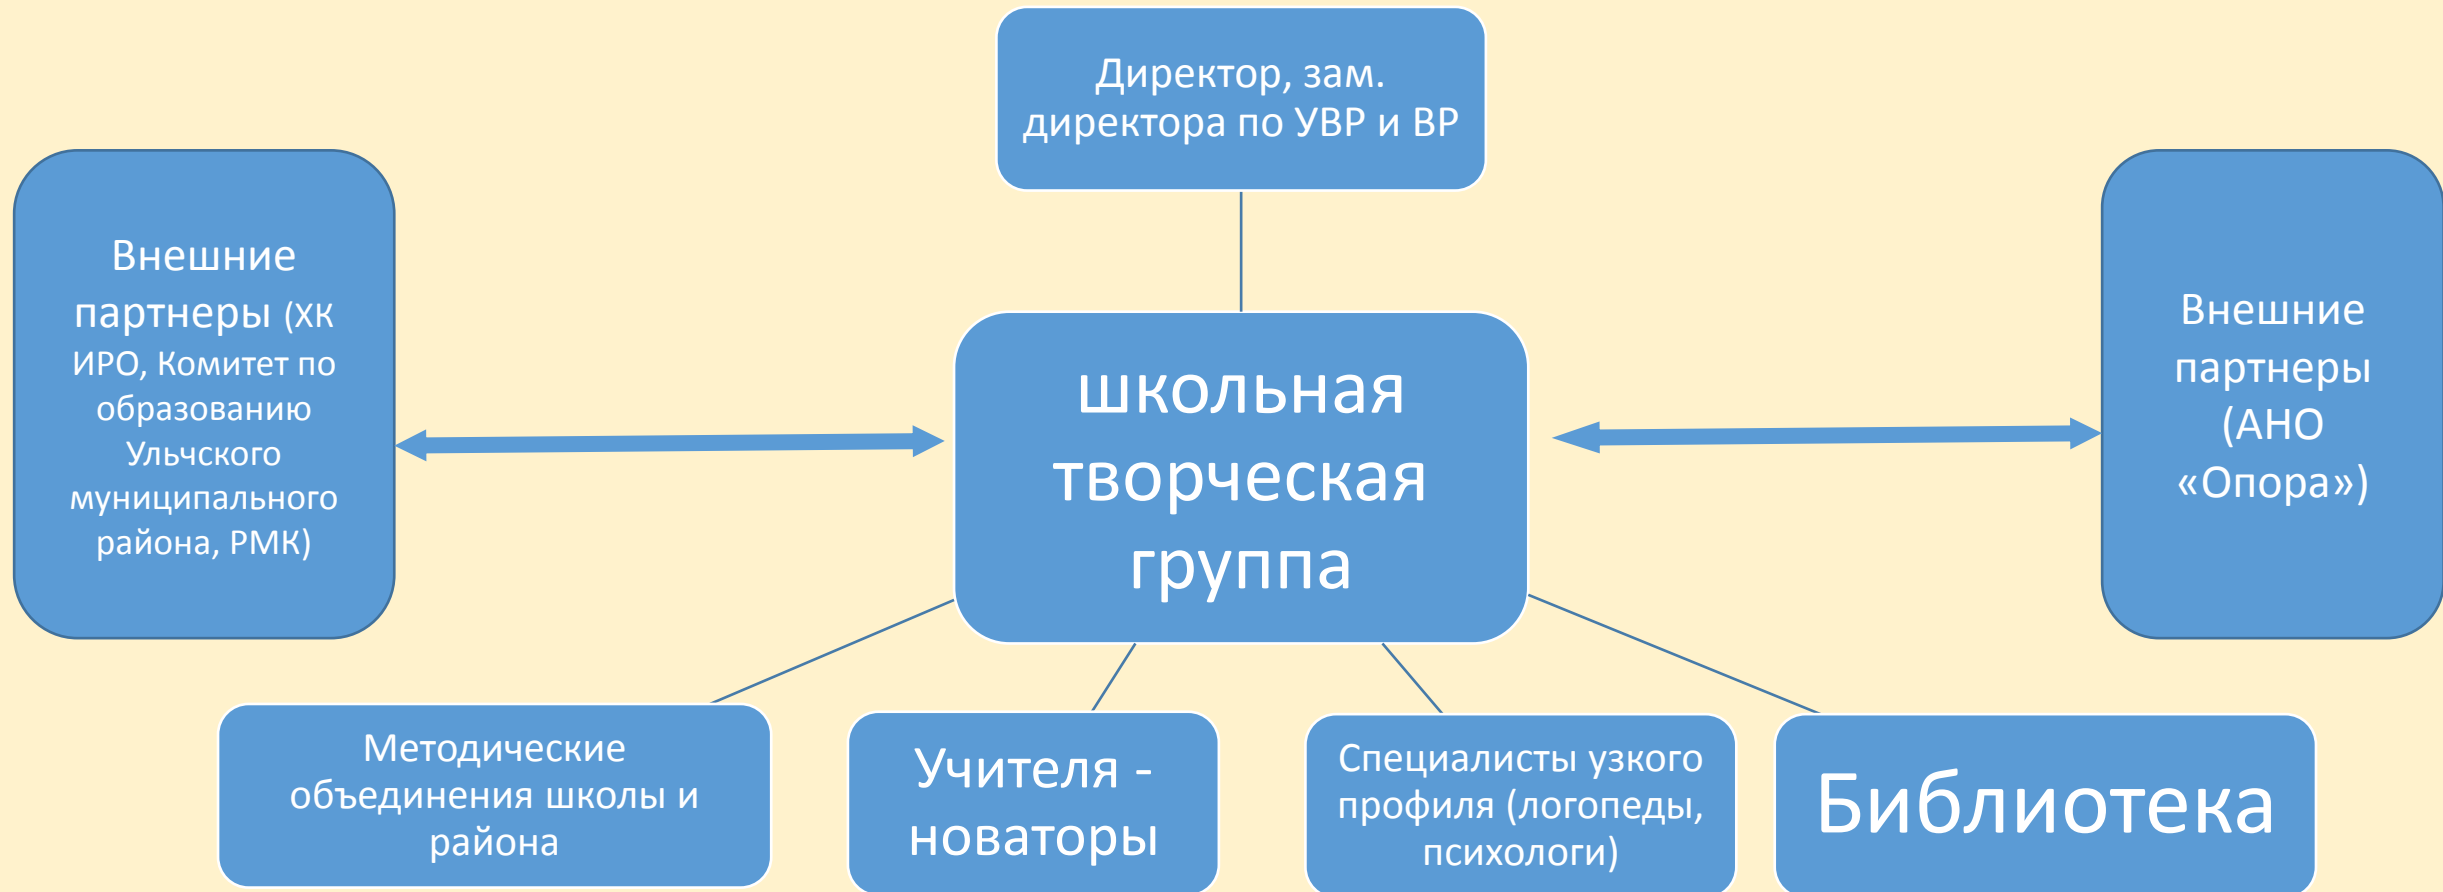 Директор, зам.
директора по УВР и ВР
Внешние
партнеры (ХК
ИРО, Комитет по
образованию
Ульчского
муниципального
района, РМК)
школьная
творческая
группа
Внешние
партнеры
(АНО
«Опора»)
Методические
объединения школы и
района
Учителя -
новаторы
Специалисты узкого
профиля (логопеды,
психологи)
Библиотека